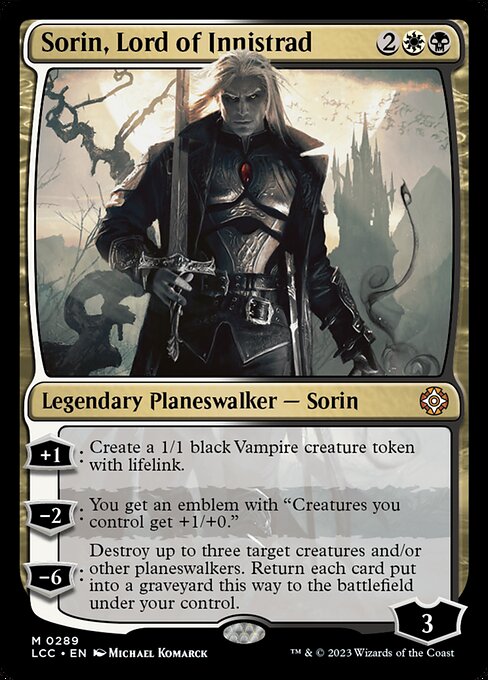 Sorin, Lord of Innistrad 2
Legendary Planeswalker — Sorin
+1 : Create a 1/1 black Vampire creature token
with lifelink.
−2 : You get an emblem with “Creatures you
control get +1/+0.”
Destroy up to three target creatures and/or
−6 : other planeswalkers. Return each card put
into a graveyard this way to the battlefield
under your control.
3
M 0289
LCC • EN Michael Komarck ™ & © 2023 Wizards of the Coast